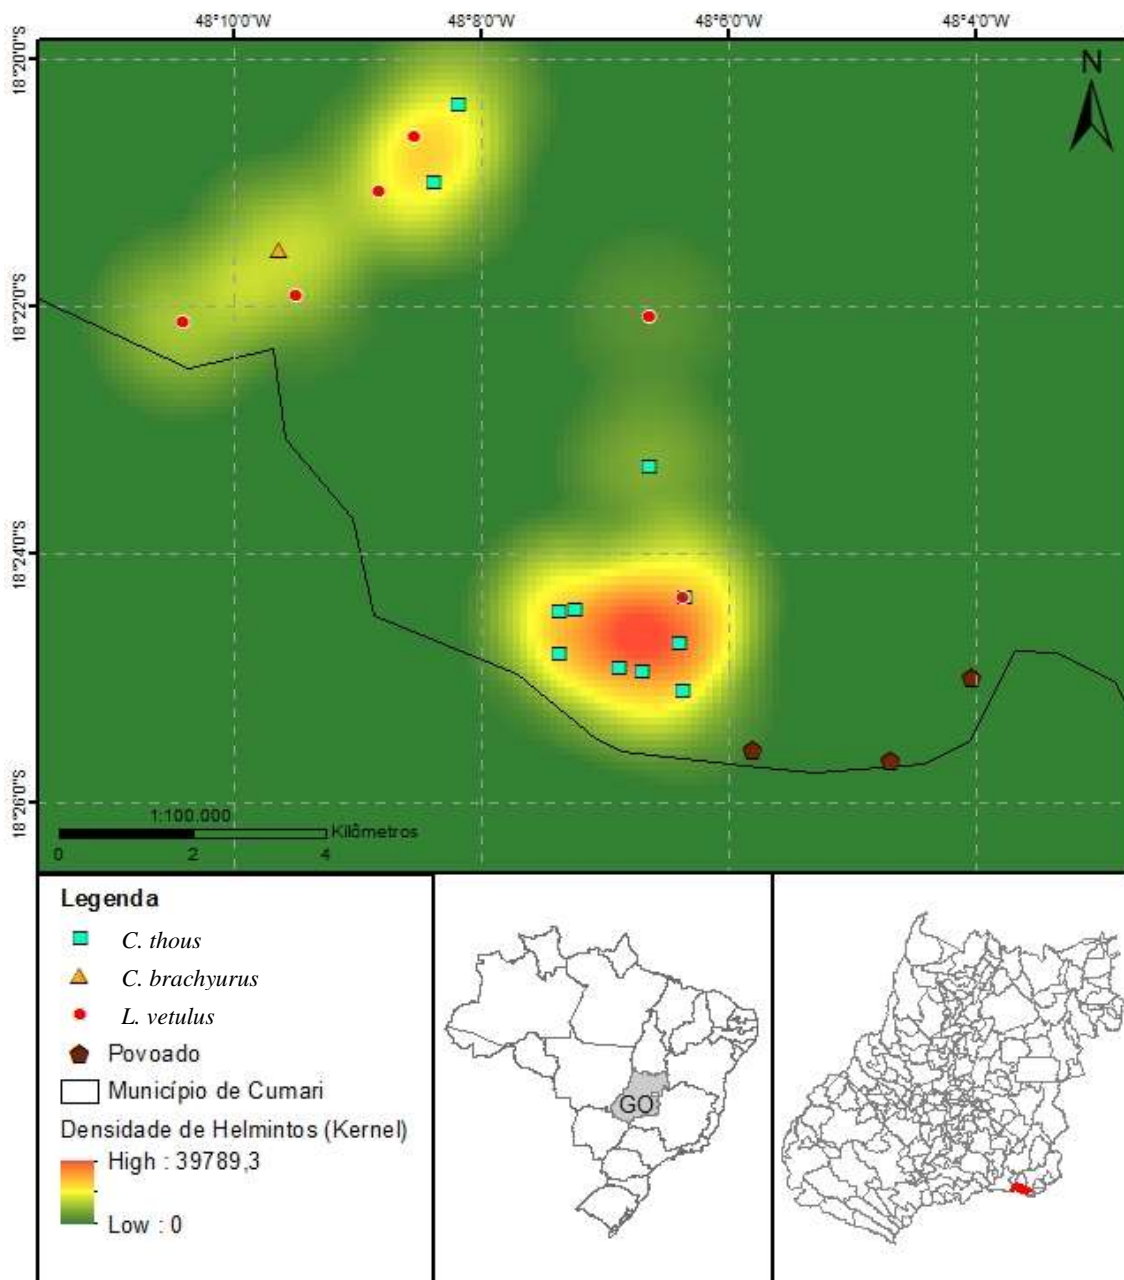 48°10'0"W
48°8'0"W
48°6'0"W
48°4'0"W
18°20'0"S
18°22'0"S
18°24'0"S
18°26'0"S
N
1:100.000
Kilômetros
0 2 4
Legenda
C. thous
C. brachyurus
L. vetulus
Povoado
Município de Cumari
Densidade de Helmintos (Kernel)
High : 39789,3
Low : 0
GO